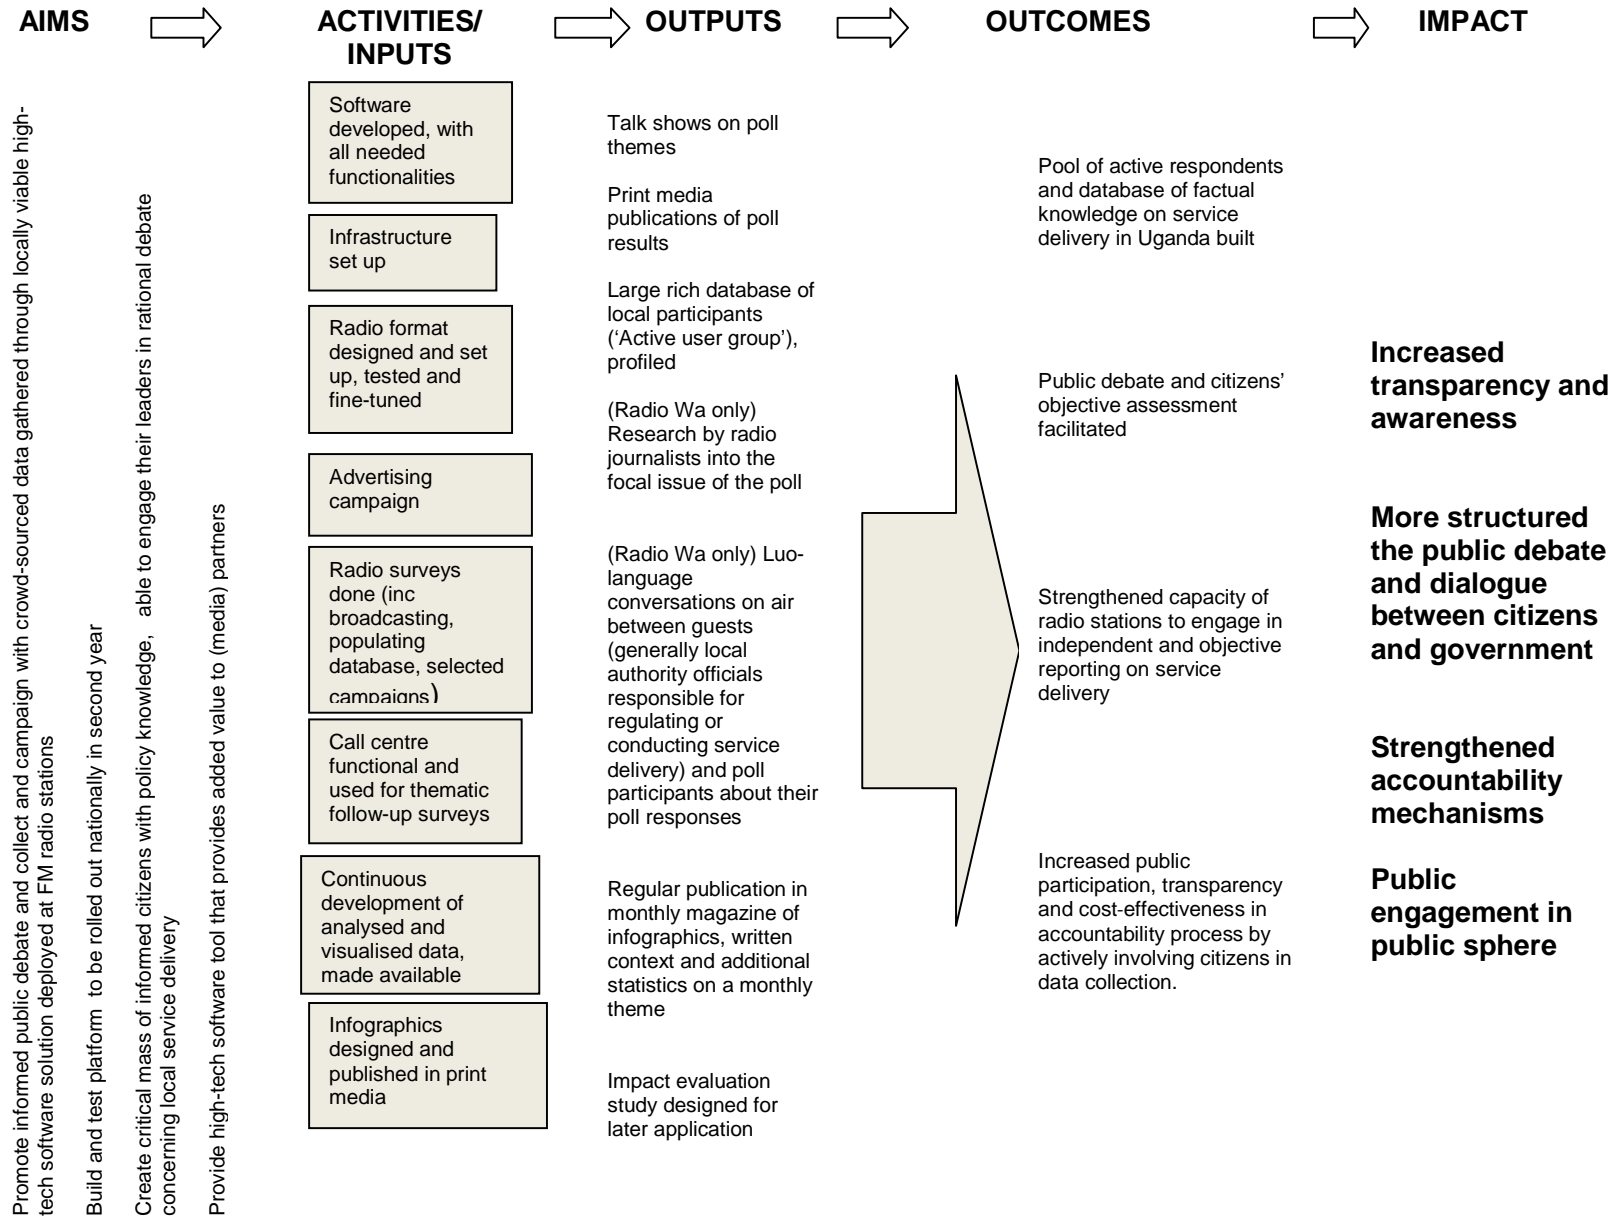 AIMS
ACTIVITIES/
INPUTS
OUTPUTS
OUTCOMES
IMPACT
Promote informed public debate and collect and campaign with crowd-sourced data gathered through locally viable high-
tech software solution deployed at FM radio stations
Build and test platform to be rolled out nationally in second year
Create critical mass of informed citizens with policy knowledge, able to engage their leaders in rational debate
concerning local service delivery
Provide high-tech software tool that provides added value to (media) partners
Software
developed, with
all needed
functionalities
Infrastructure
set up
Radio format
designed and set
up, tested and
fine-tuned
Advertising
campaign
Radio surveys
done (inc
broadcasting,
populating
database, selected
campaigns)
Call centre
functional and
used for thematic
follow-up surveys
Continuous
development of
analysed and
visualised data,
made available
Infographics
designed and
published in print
media
Talk shows on poll
themes
Print media
publications of poll
results
Large rich database of
local participants
(‘Active user group’),
profiled
(Radio Wa only)
Research by radio
journalists into the
focal issue of the poll
(Radio Wa only) Luo-
language
conversations on air
between guests
(generally local
authority officials
responsible for
regulating or
conducting service
delivery) and poll
participants about their
poll responses
Regular publication in
monthly magazine of
infographics, written
context and additional
statistics on a monthly
theme
Impact evaluation
study designed for
later application
Pool of active respondents
and database of factual
knowledge on service
delivery in Uganda built
Public debate and citizens’
objective assessment
facilitated
Strengthened capacity of
radio stations to engage in
independent and objective
reporting on service
delivery
Increased public
participation, transparency
and cost-effectiveness in
accountability process by
actively involving citizens in
data collection.
Increased
transparency and
awareness
More structured
the public debate
and dialogue
between citizens
and government
Strengthened
accountability
mechanisms
Public
engagement in
public sphere